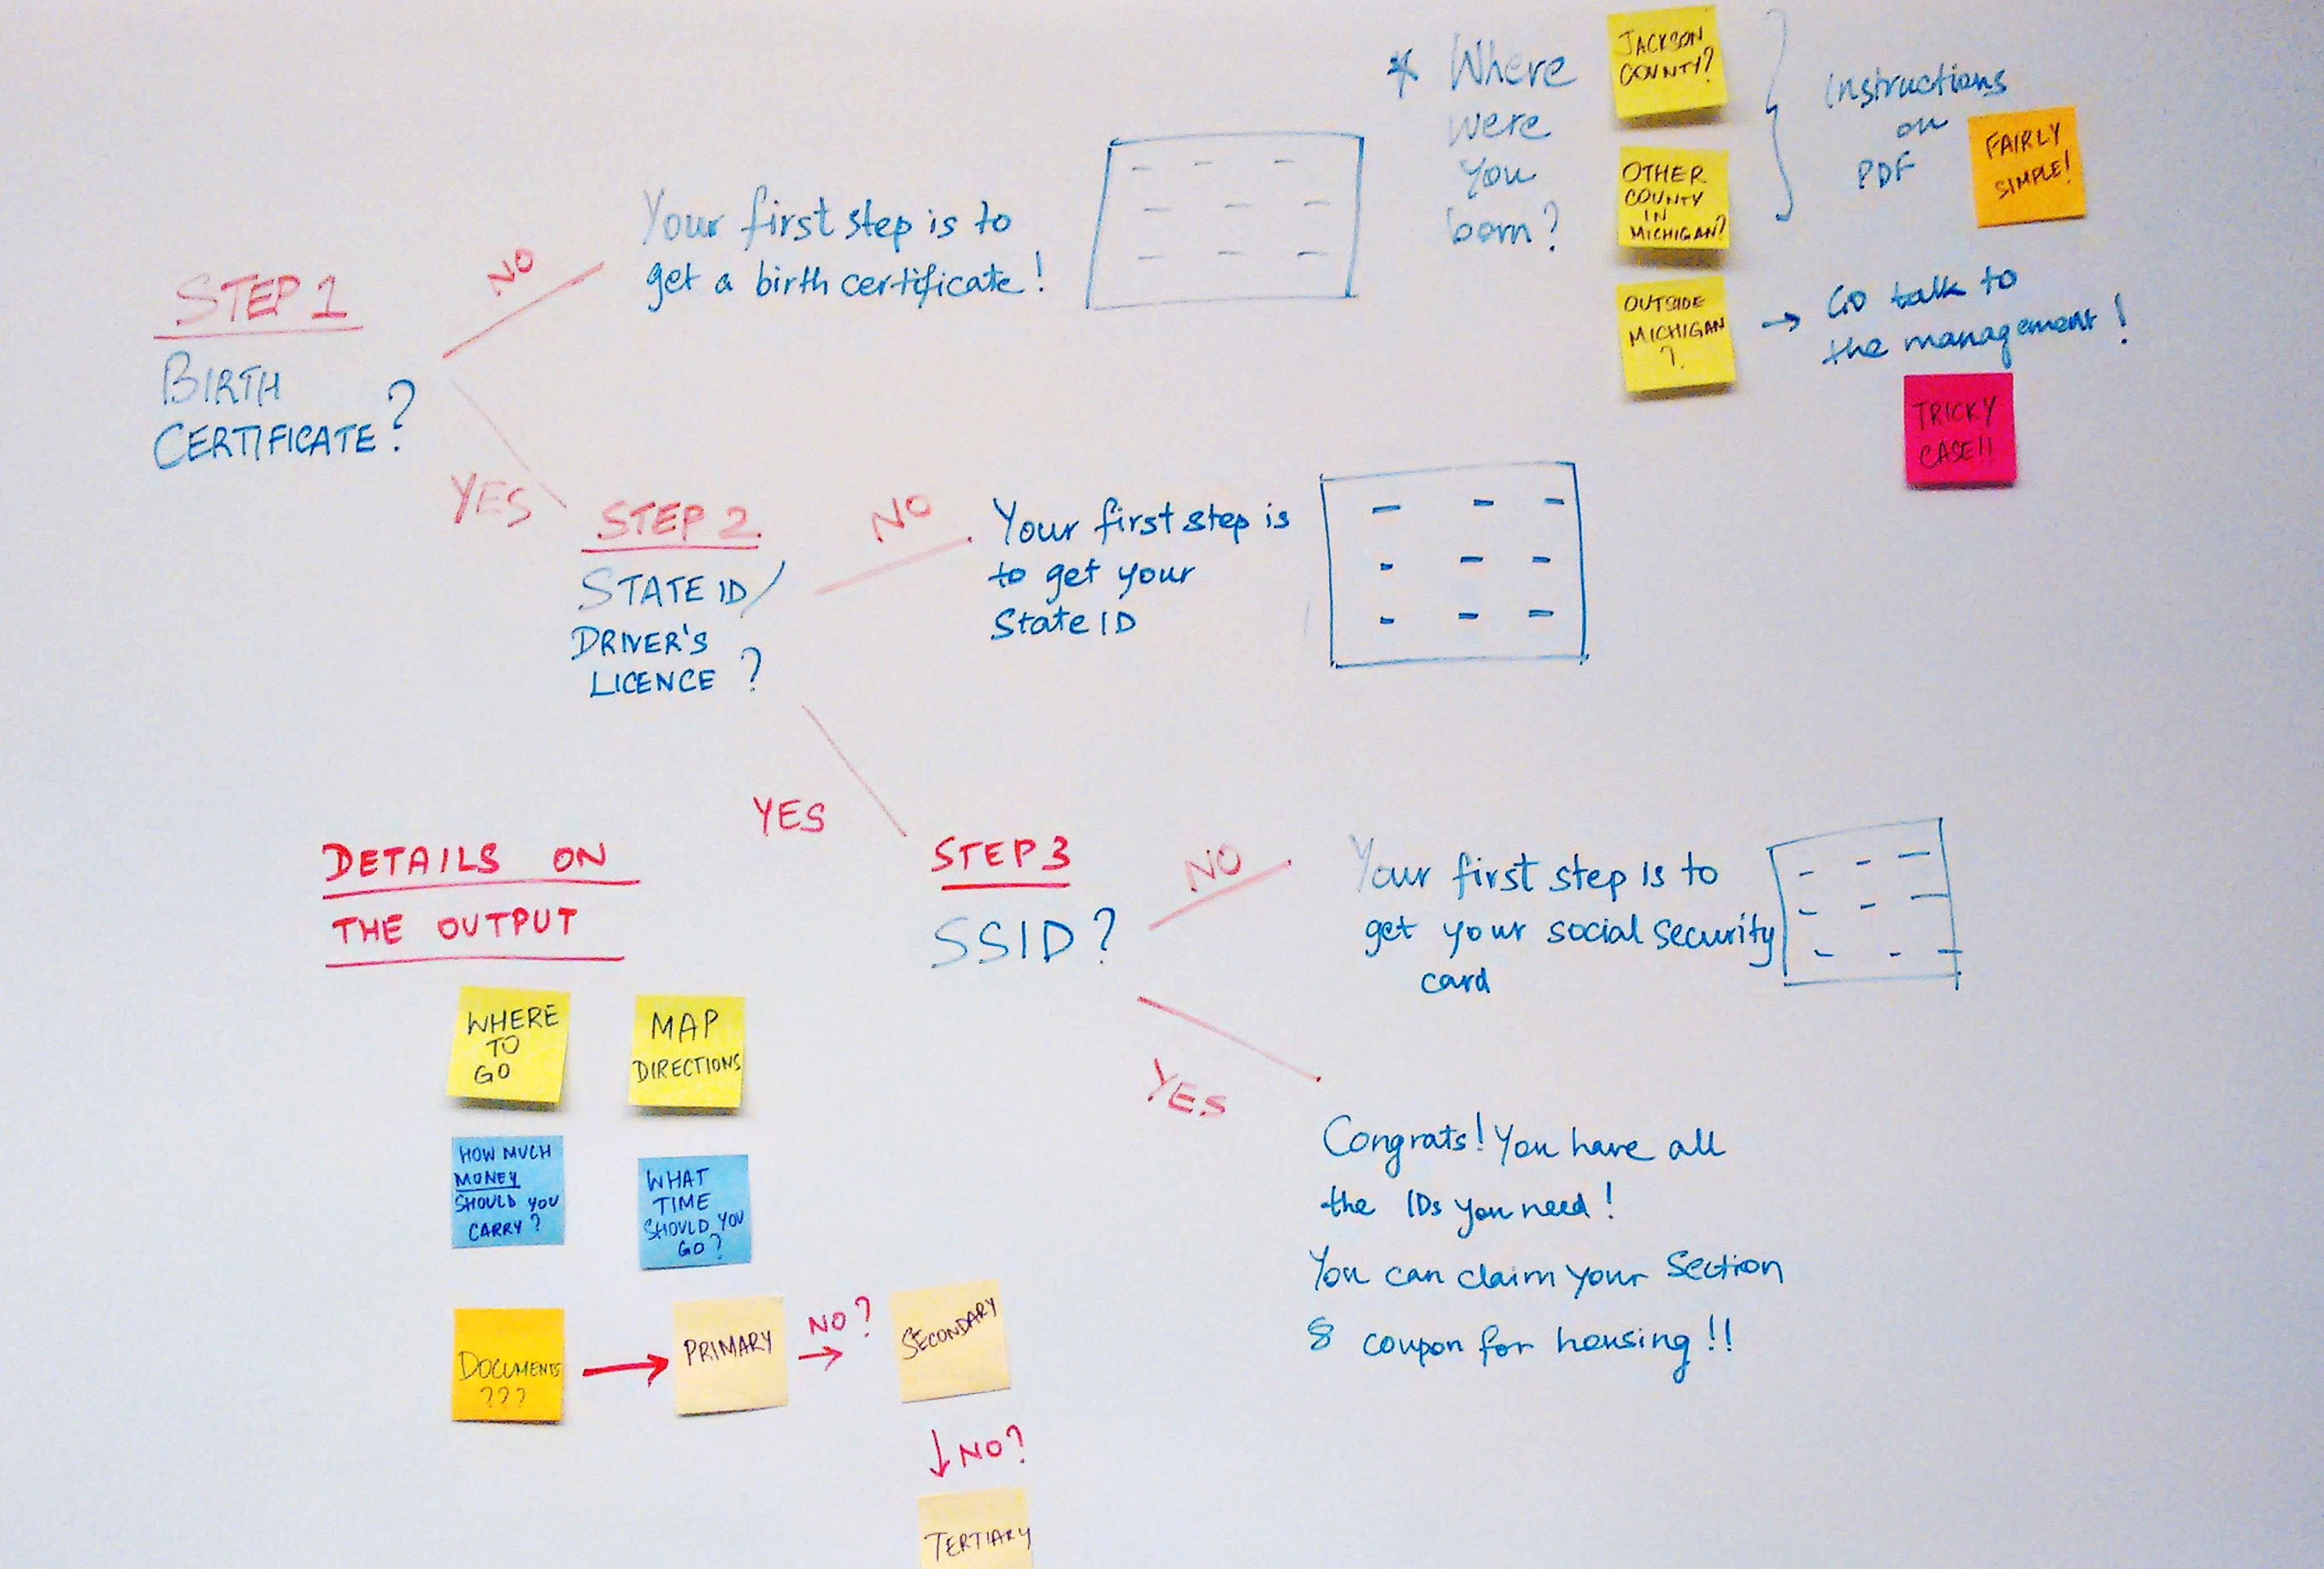 STEP 1
BIRTH
CERTIFICATE?
NO
Your first step is to
get a birth certificate!
* Where
were
you
born?
JACKSON
COUNTY?
OTHER
COUNTY
IN
MICHIGAN?
Instructions
on
PDF
FAIRLY
SIMPLE!
OUTSIDE
MICHIGAN
?
→ Go talk to
the management!
TRICKY
CASE!!
YES
STEP 2
STATE ID/
DRIVER'S
LICENCE?
NO
Your first step is
to get your
State ID
YES
STEP 3
SSID?
NO
Your first step is to
get your social security
card
YES
Congrats! You have all
the IDs you need!
You can claim your Section
8 coupon for housing!!
DETAILS ON
THE OUTPUT
WHERE
TO
GO
MAP
DIRECTIONS
HOW MUCH
MONEY
SHOULD YOU
CARRY?
WHAT
TIME
SHOULD YOU
GO?
DOCUMENTS
???
PRIMARY
NO?
SECONDARY
NO?
TERTIARY